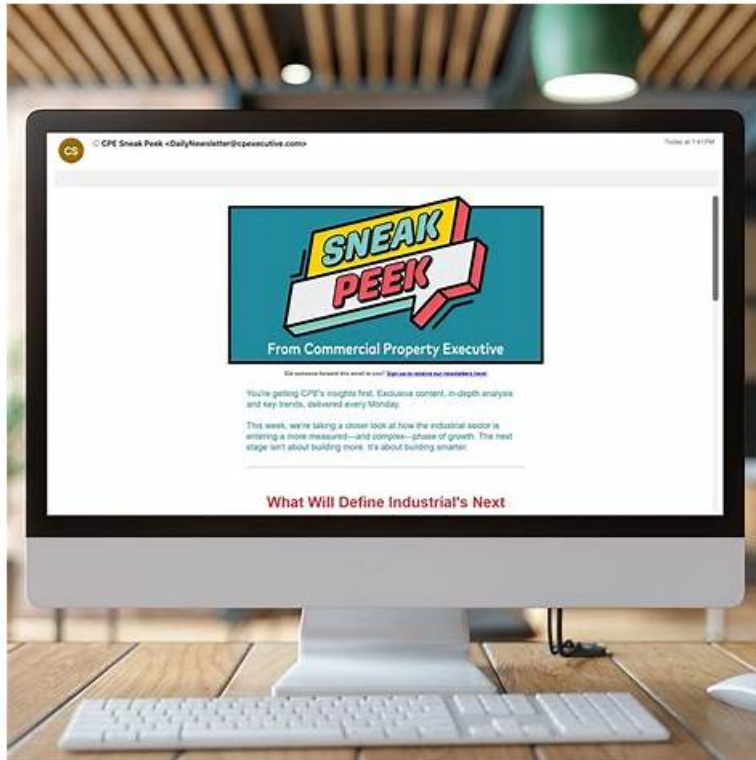 CS
CPE Sneak Peek <DailyNewsletter@cpexecutive.com>
Today at 1:41PM
SNEAK
PEEK
From Commercial Property Executive
Did someone forward this email to you? Sign up to receive our newsletters here!
You're getting CPE's insights first. Exclusive content, in-depth analysis
and key trends, delivered every Monday.
This week, we're taking a closer look at how the industrial sector is
entering a more measured—and complex—phase of growth. The next
stage isn't about building more. It's about building smarter.
What Will Define Industrial's Next